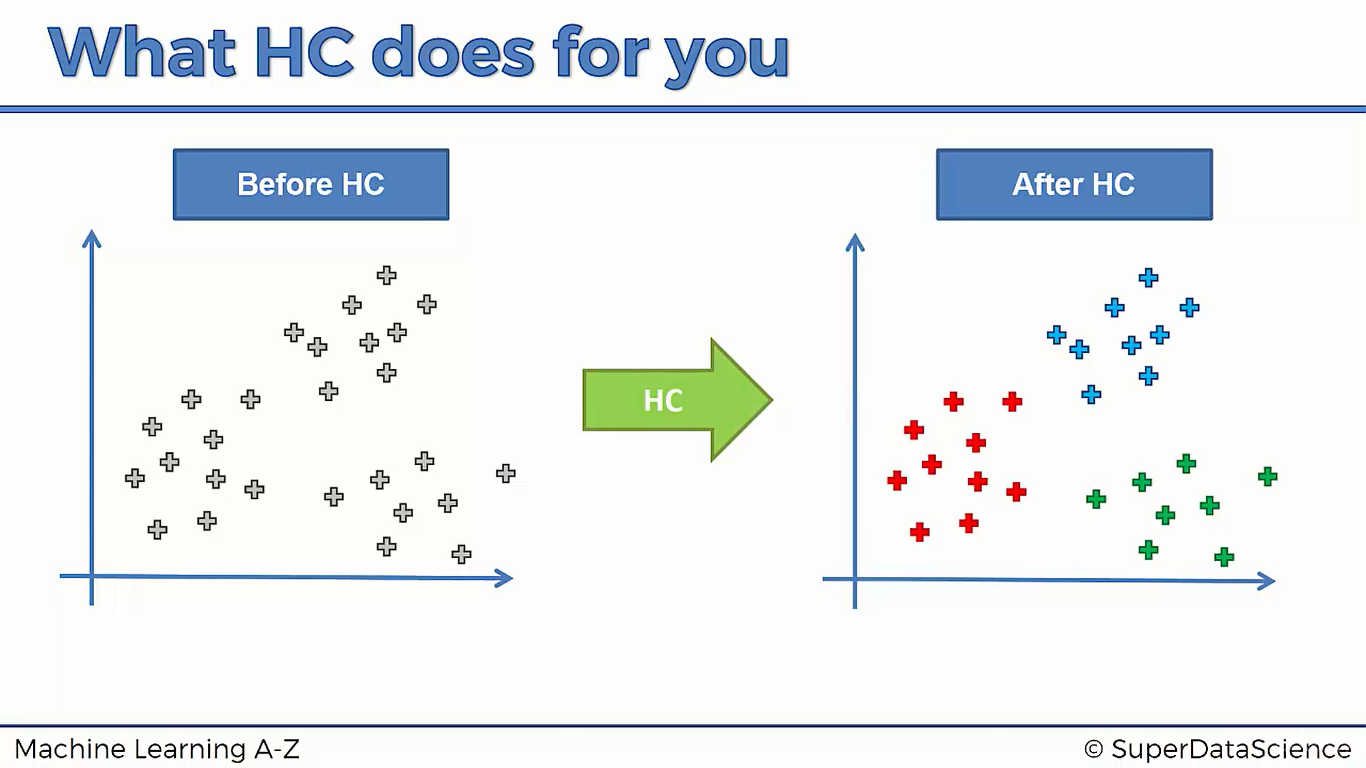 What HC does for you
Before HC
After HC
HC
Machine Learning A-Z
© SuperDataScience